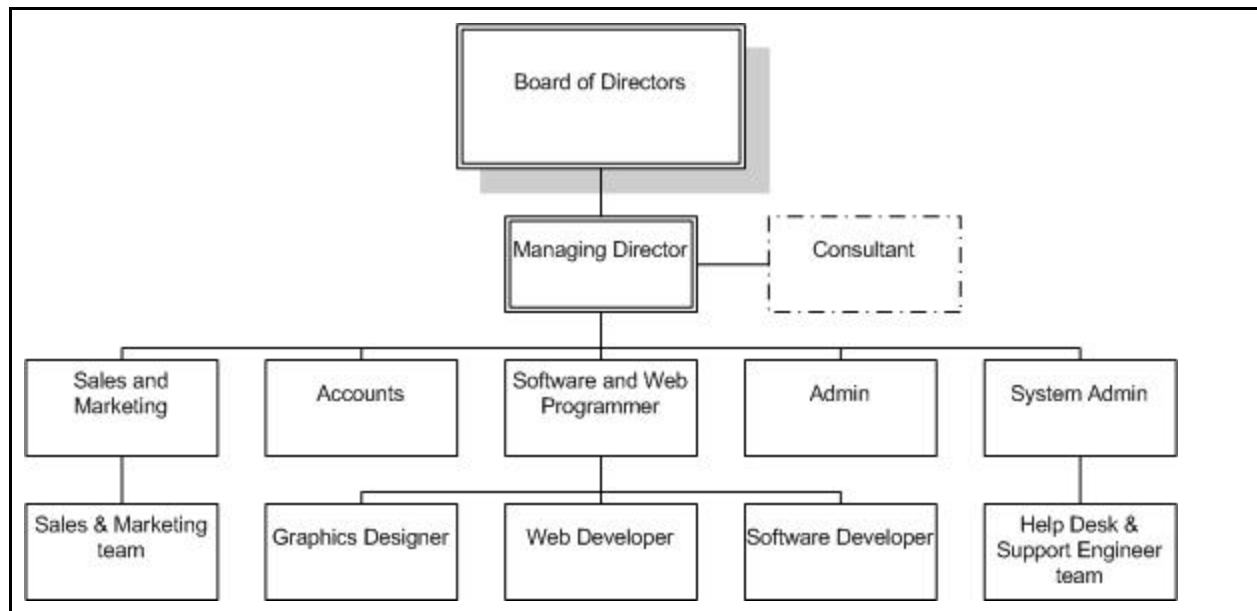 Board of Directors
Managing Director
Consultant
Sales and
Marketing
Accounts
Software and Web
Programmer
Admin
System Admin
Sales & Marketing
team
Graphics Designer
Web Developer
Software Developer
Help Desk &
Support Engineer
team